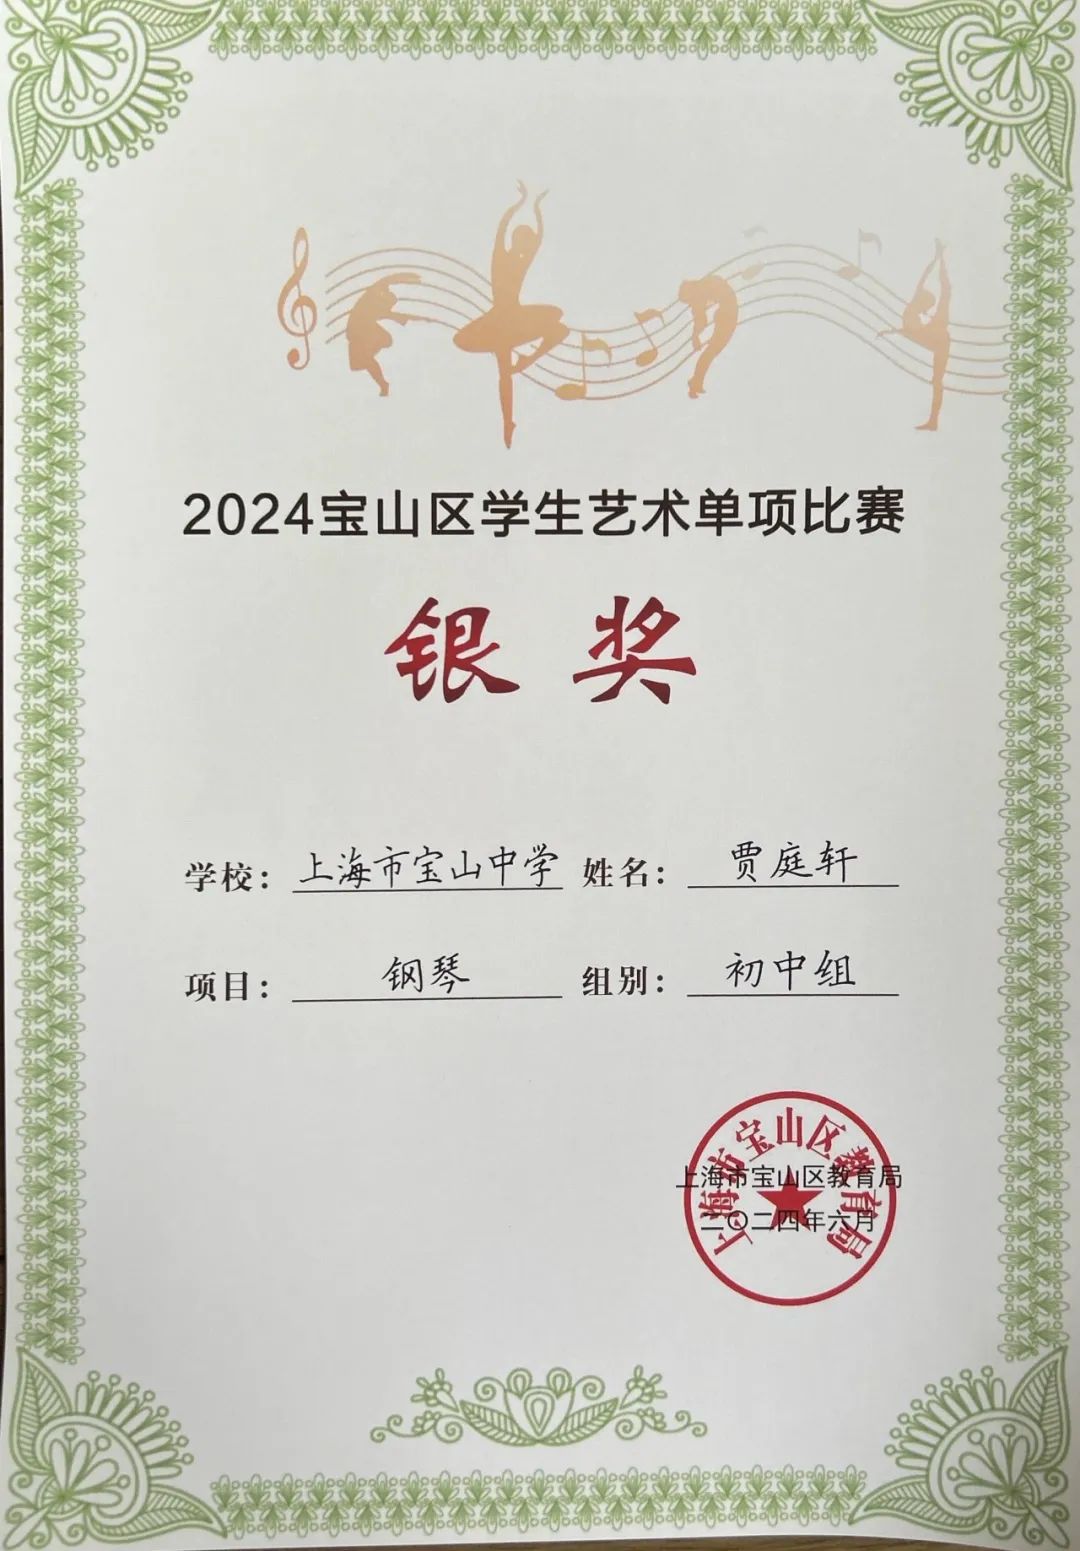 2024宝山区学生艺术单项比赛
银奖
学校：上海市宝山中学 姓名：贾庭轩
项目：钢琴 组别：初中组
上海市宝山区教育局
上海市宝山区教育局
二〇二四年六月